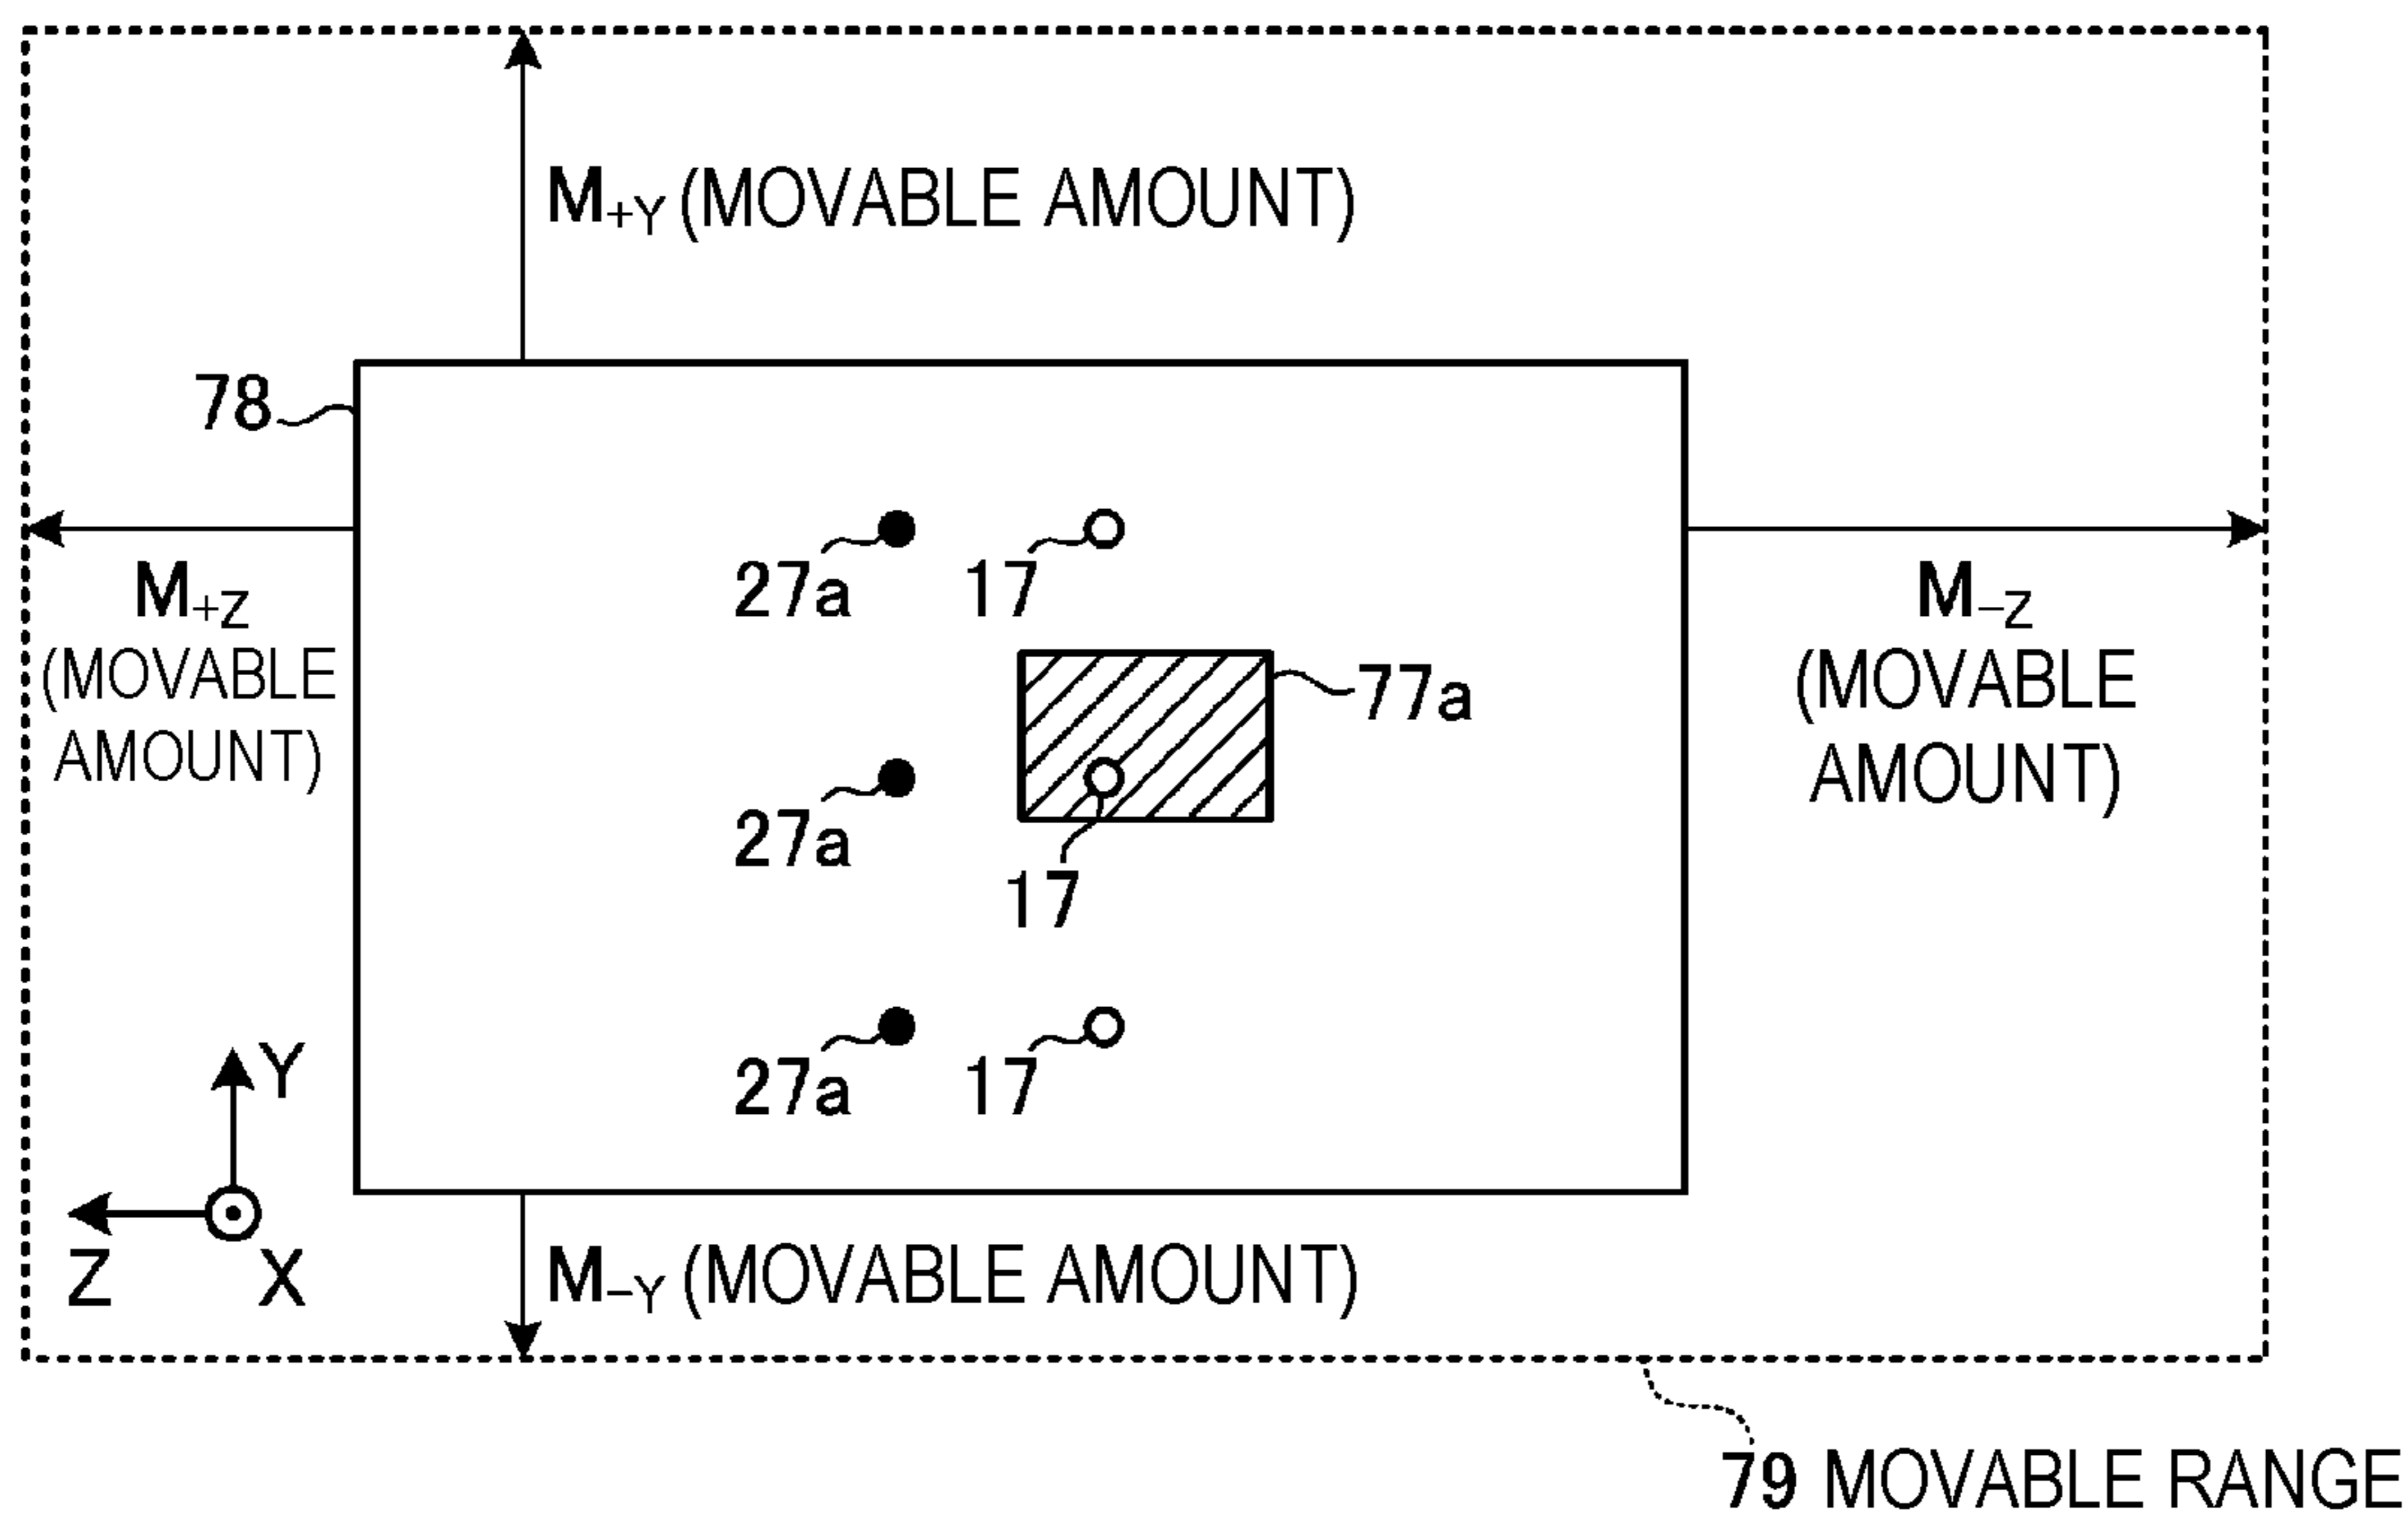 M+Y (MOVABLE AMOUNT)
78
27a
17
M+Z
(MOVABLE
AMOUNT)
M−Z
(MOVABLE
AMOUNT)
77a
27a
17
27a
17
Y
Z
X
M−Y (MOVABLE AMOUNT)
79 MOVABLE RANGE